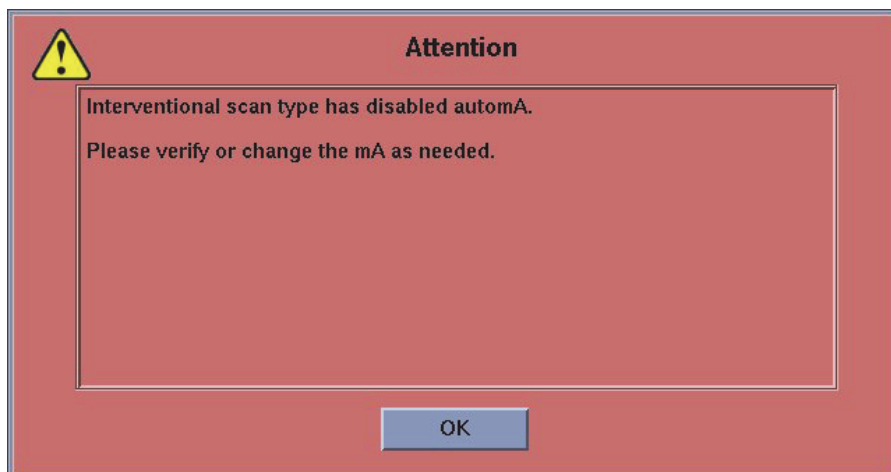 Attention
Interventional scan type has disabled automA.
Please verify or change the mA as needed.
OK